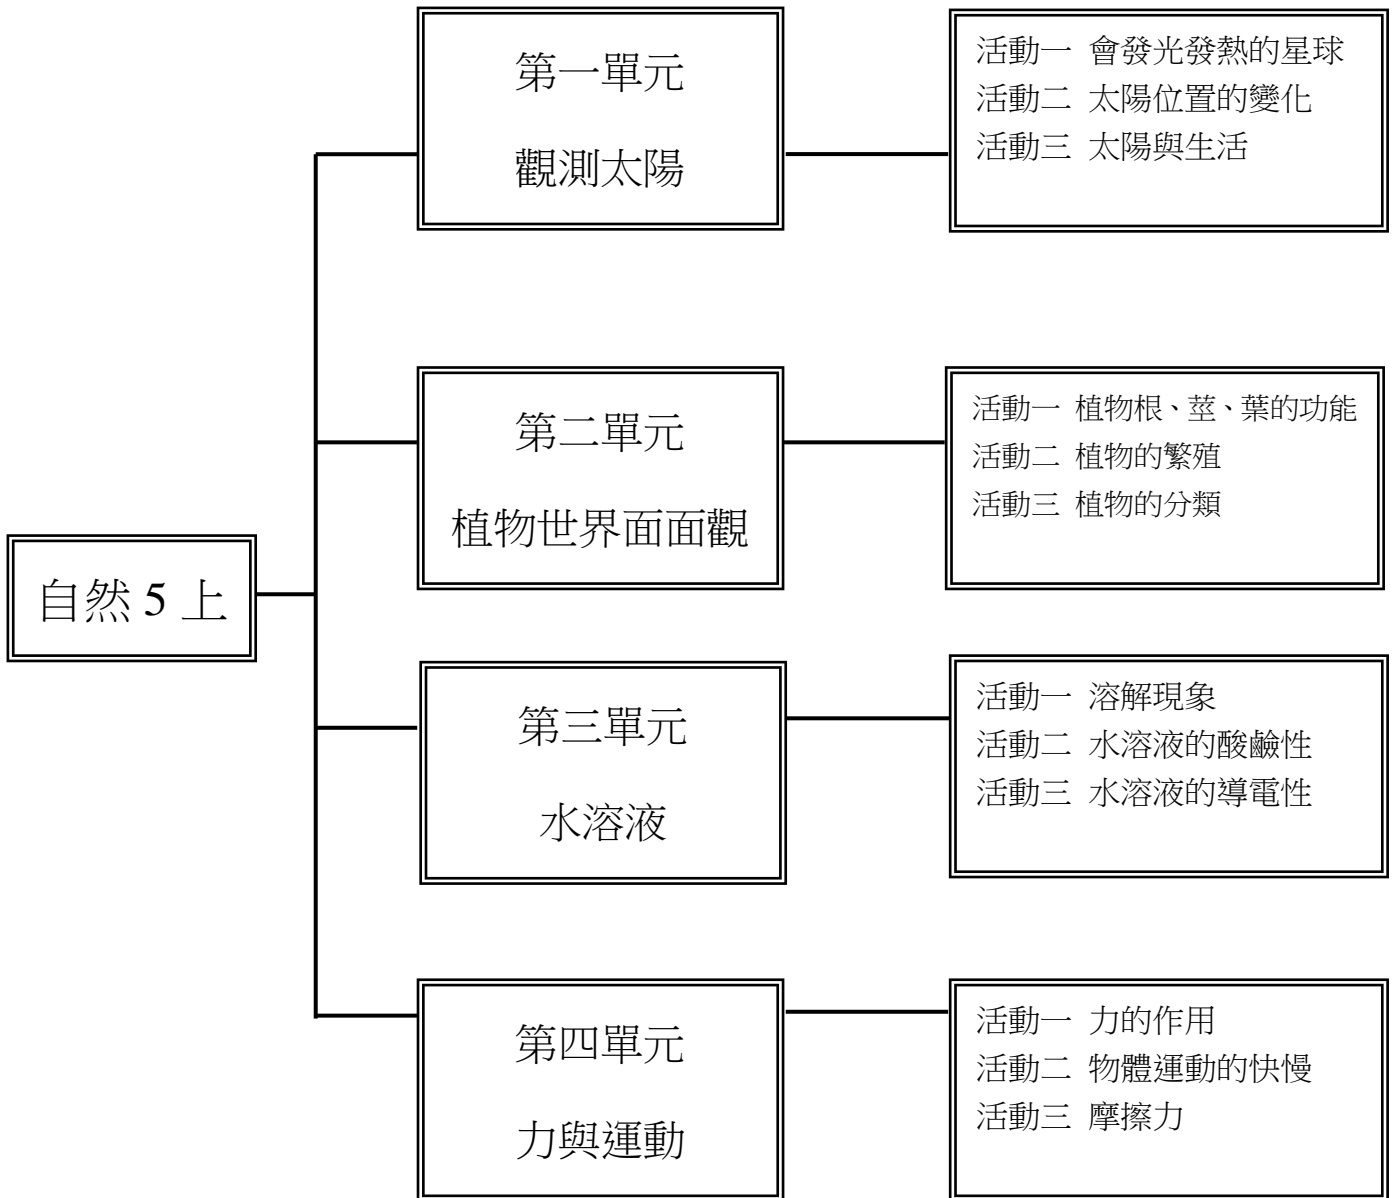 自然 5 上
第一單元
觀測太陽
活動一 會發光發熱的星球
活動二 太陽位置的變化
活動三 太陽與生活
第二單元
植物世界面面觀
活動一 植物根、莖、葉的功能
活動二 植物的繁殖
活動三 植物的分類
第三單元
水溶液
活動一 溶解現象
活動二 水溶液的酸鹼性
活動三 水溶液的導電性
第四單元
力與運動
活動一 力的作用
活動二 物體運動的快慢
活動三 摩擦力